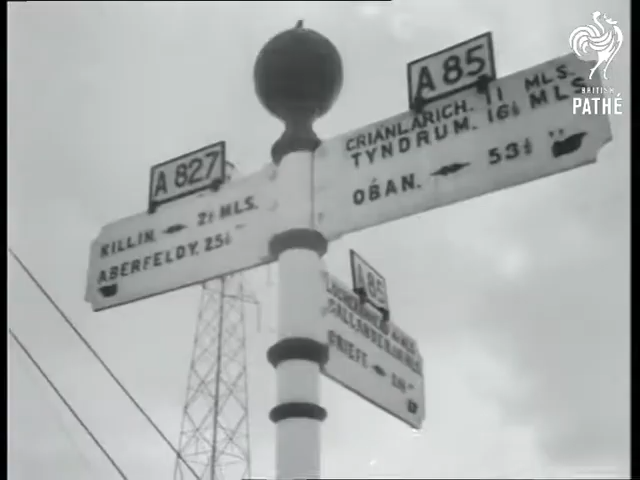 BRITISH
PATHÉ
A 85
CRIANLARICH. 11 MLS.
TYNDRUM. 16½ MLS
OBAN. 53½
A 827
KILLIN. 2½ MLS.
ABERFELDY. 25½
A 85
CRIEFF